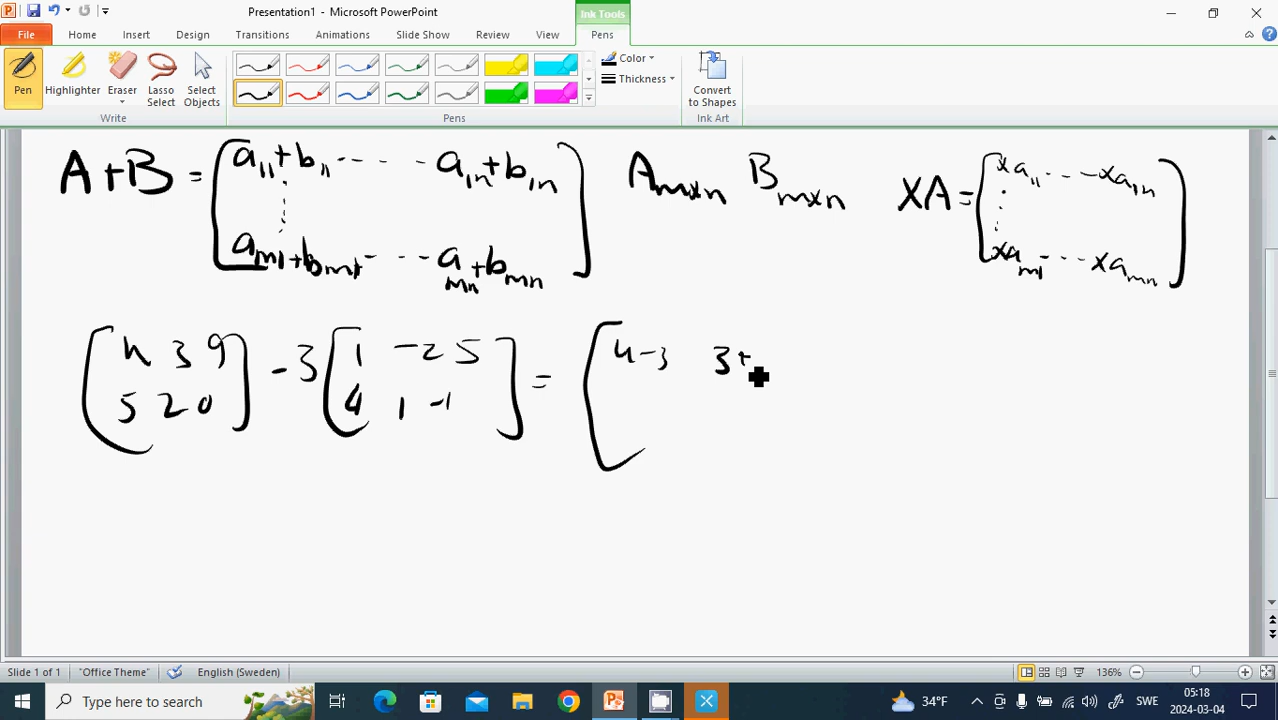 Presentation1 - Microsoft PowerPoint
Ink Tools
File Home Insert Design Transitions Animations Slide Show Review View Pens
Pen Highlighter Eraser Lasso Select Select Objects
Color
Thickness
Convert to Shapes
Write Pens Ink Art
A+B = [a11+b11 ---- a1n+b1n
am1+bm1 --- amn+bmn]
Amxn Bmxn
XA = [xa11 --- xa1n
xam1 --- xamn]
[4 3 9
5 2 0] - 3 [1 -2 5
4 1 -1] = [4-3 3+
Slide 1 of 1 "Office Theme" English (Sweden) 136%
Type here to search 34°F SWE 05:18
2024-03-04